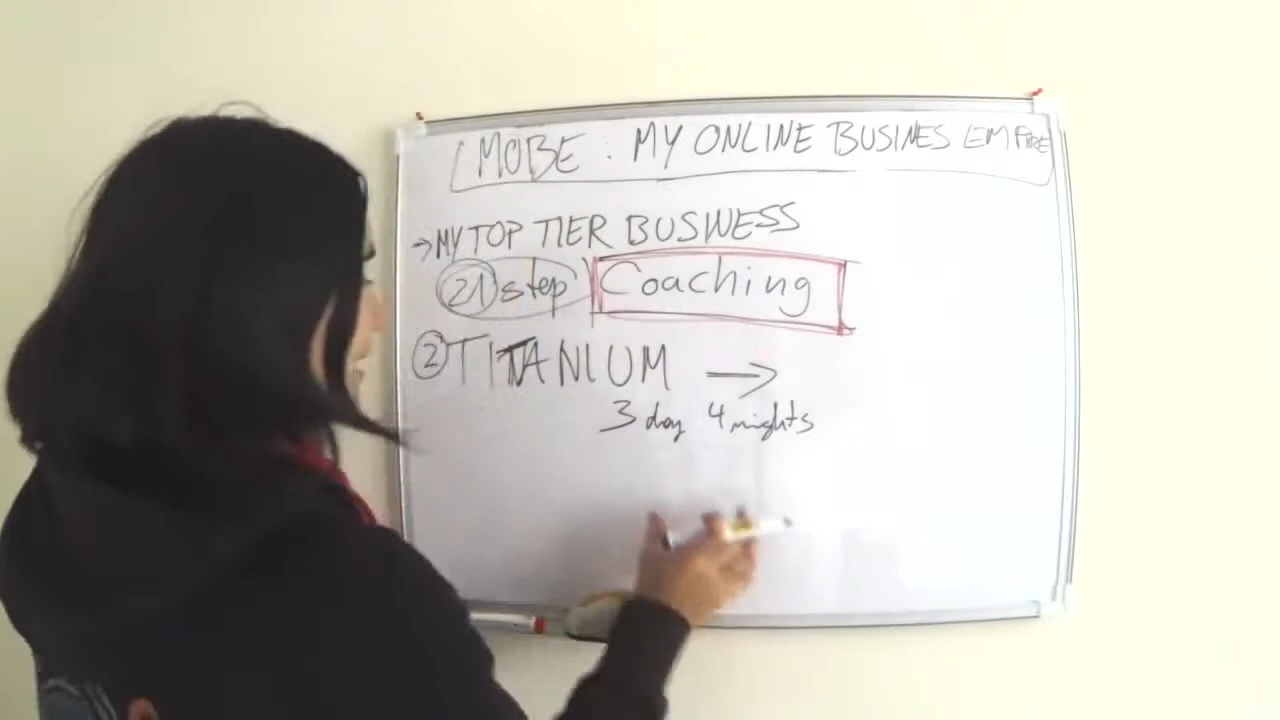 MOBE : MY ONLINE BUSINES EMPIRE
→ MY TOP TIER BUSINESS
21 step Coaching
2 TITANIUM →
3 day 4 nights